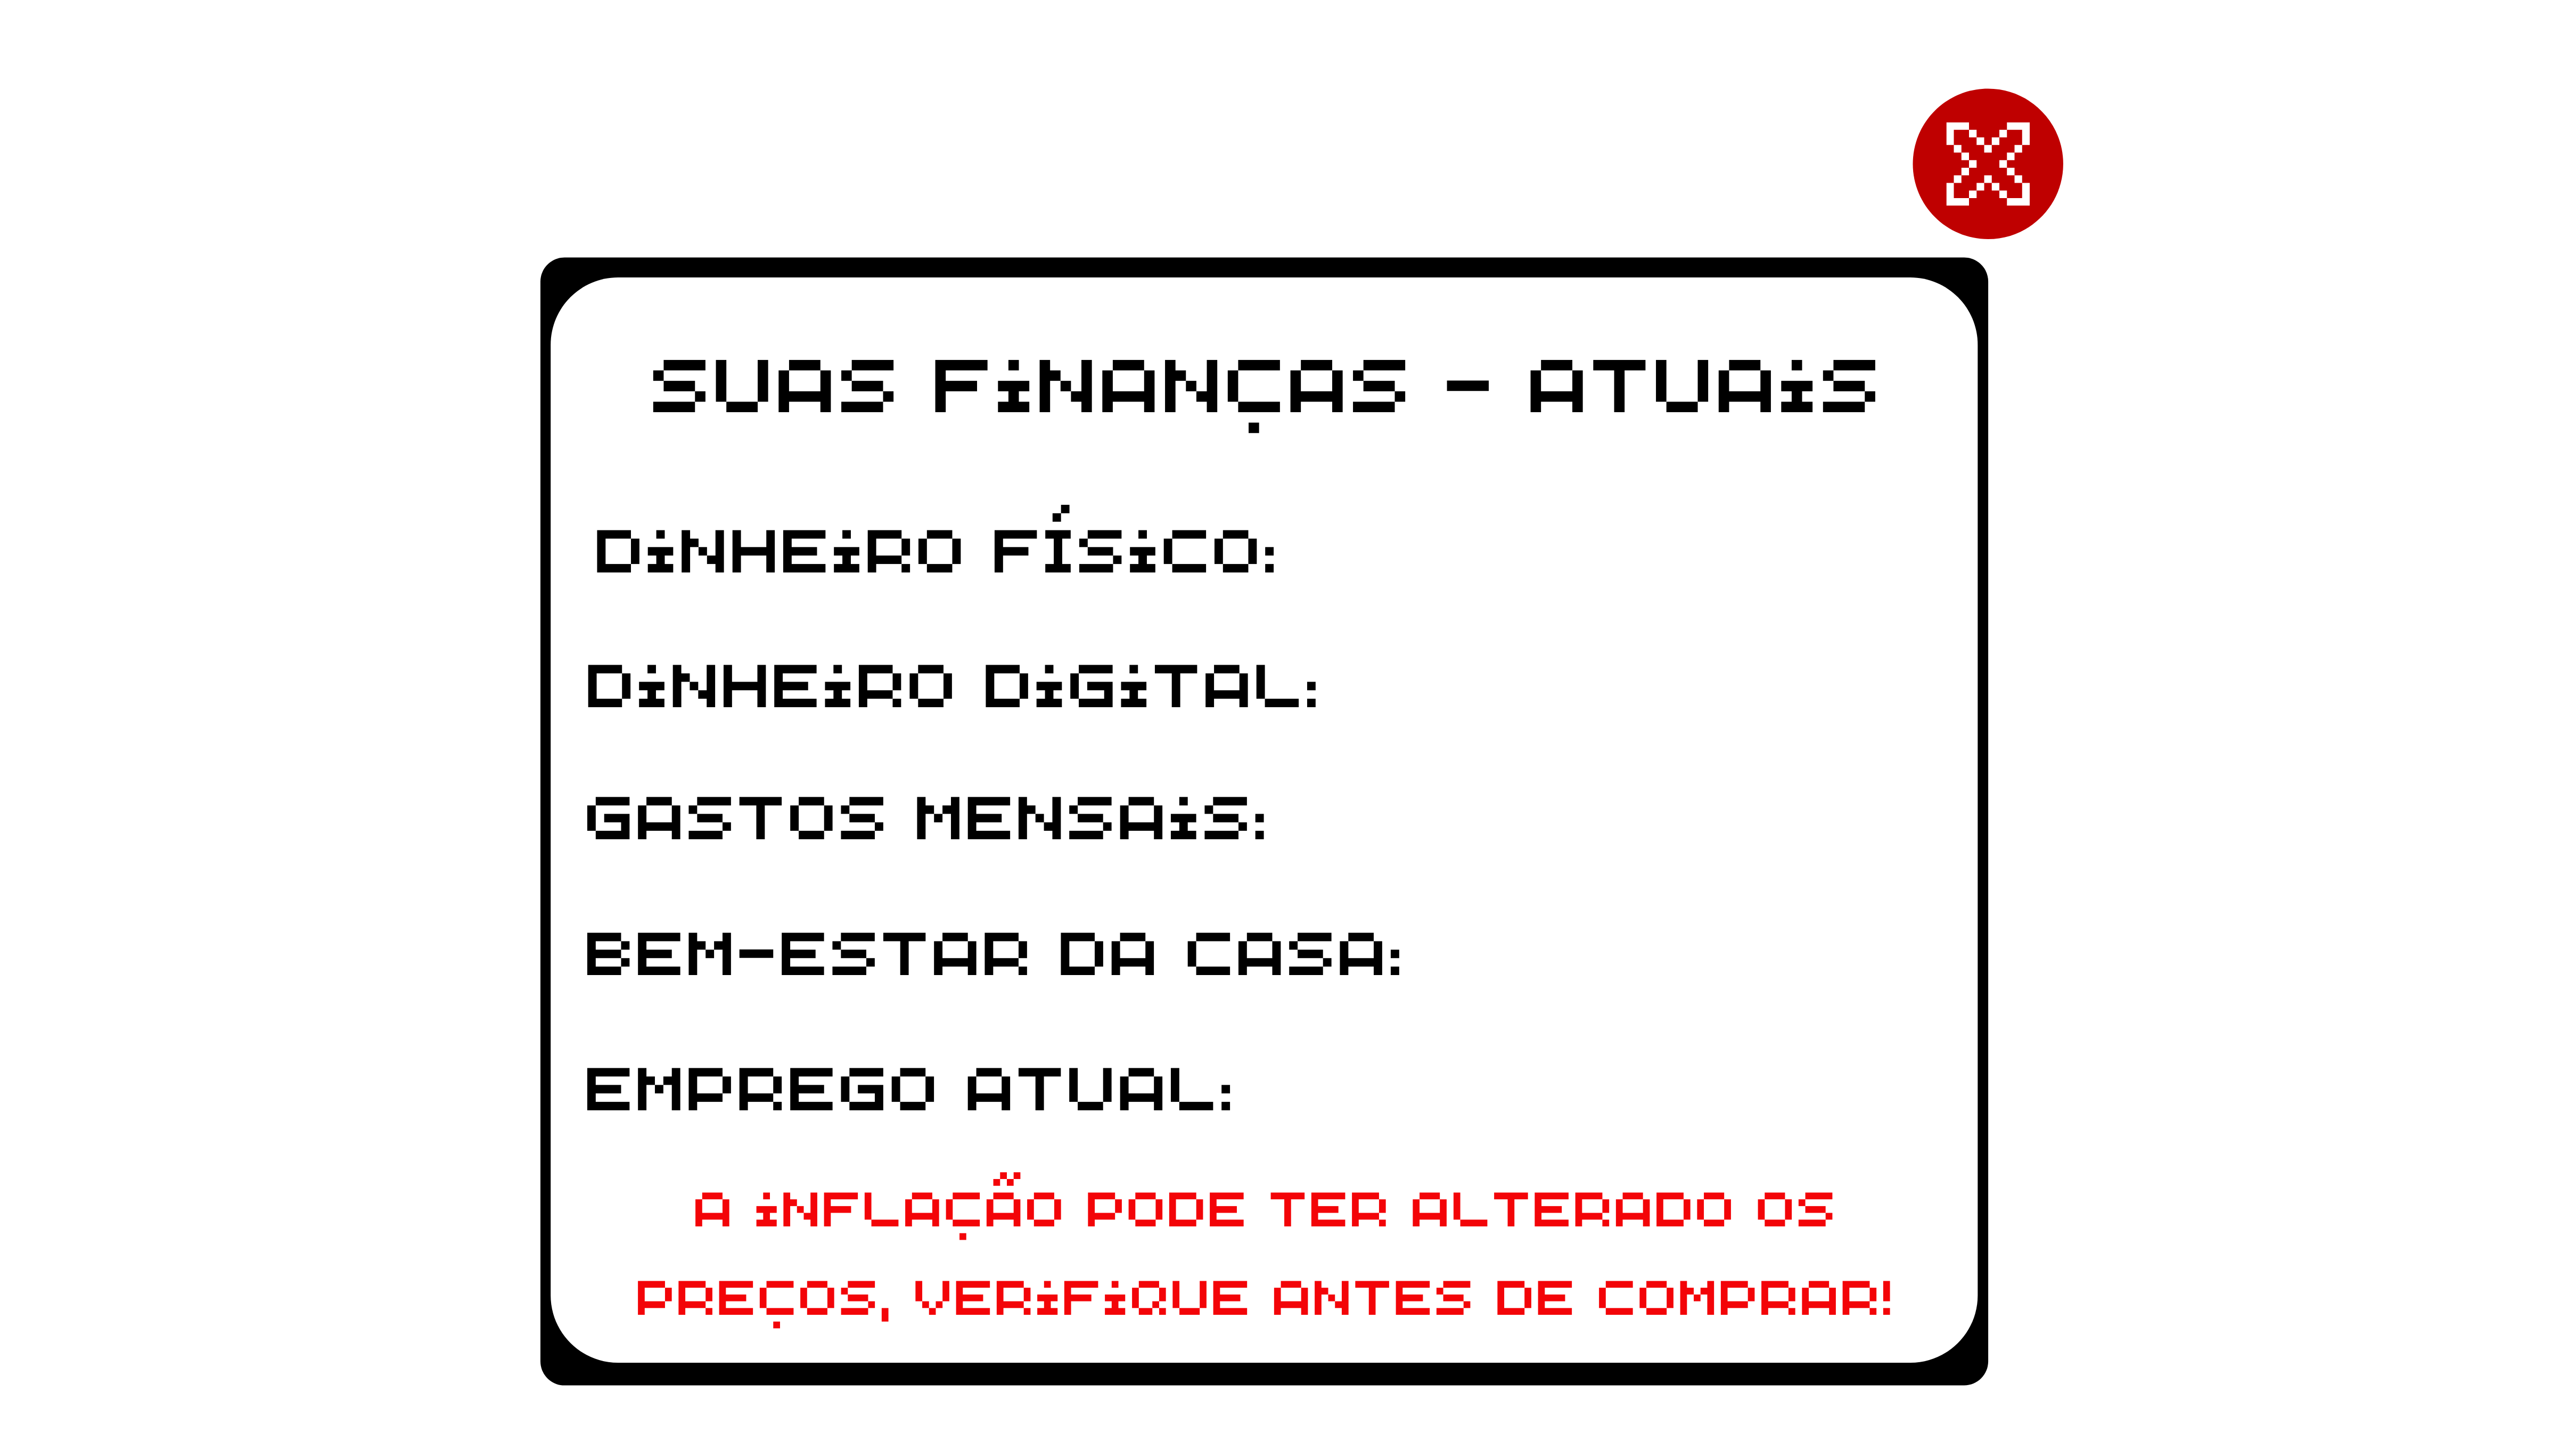 X
SUAS FiNANÇAS - ATUAiS
DiNHEiRO FÍSiCO:
DiNHEiRO DiGiTAL:
GASTOS MENSAiS:
BEM-ESTAR DA CASA:
EMPREGO ATUAL:
A iNFLAÇÃO PODE TER ALTERADO OS
PREÇOS, VERiFiQUE ANTES DE COMPRAR!